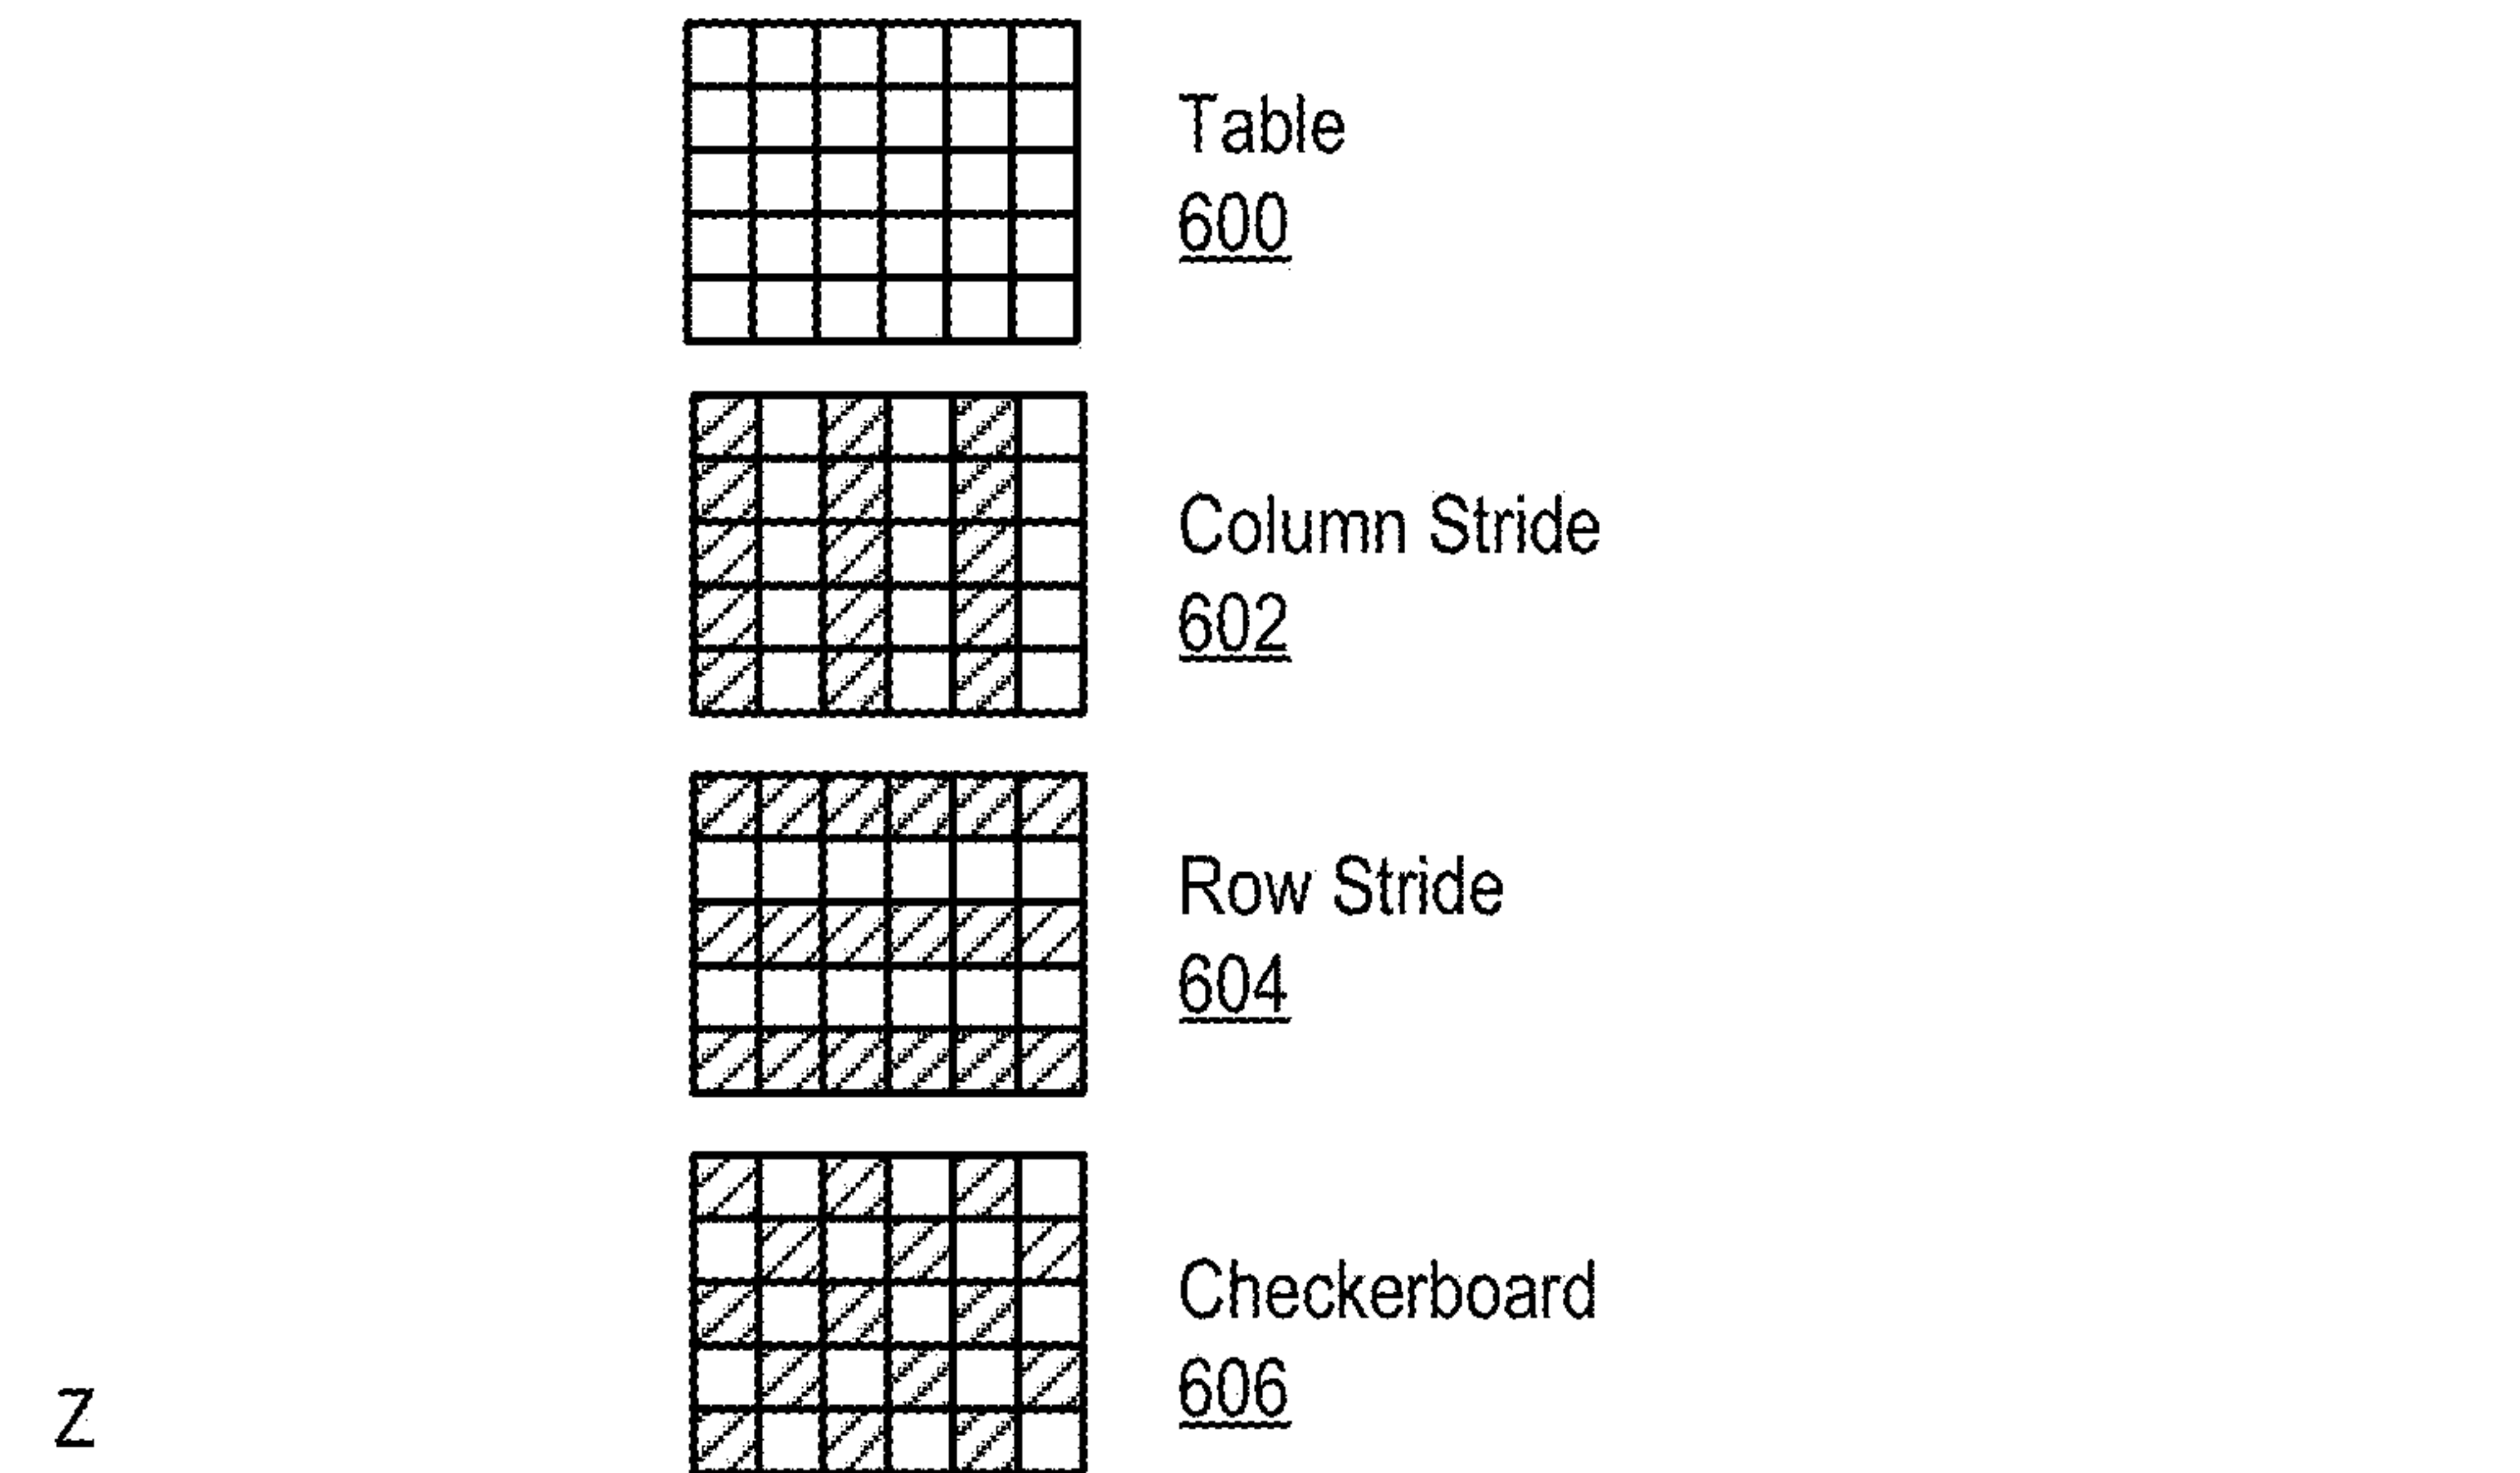 Table
600
Column Stride
602
Row Stride
604
Checkerboard
606
Z